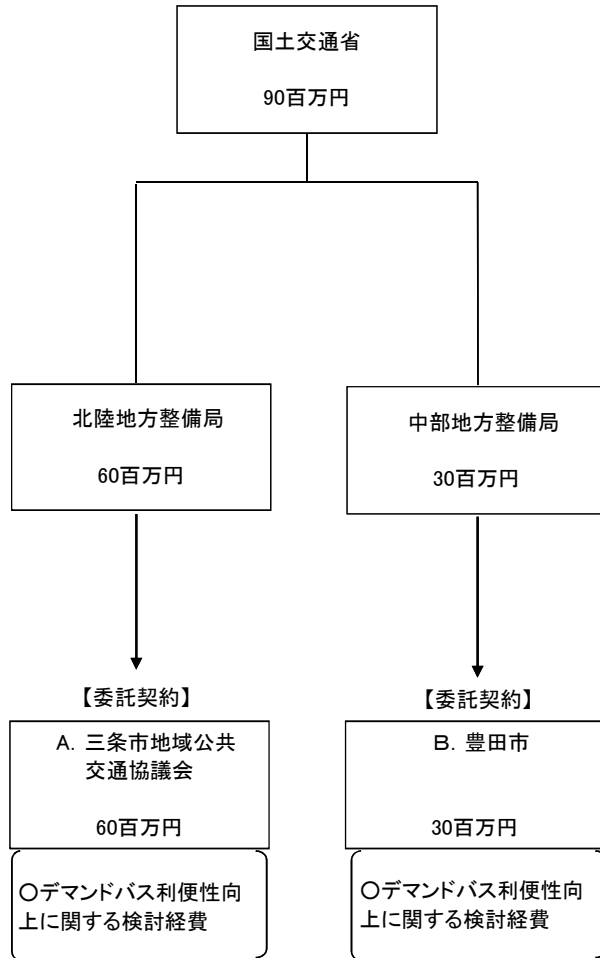 国土交通省
90百万円
北陸地方整備局
60百万円
中部地方整備局
30百万円
【委託契約】
A. 三条市地域公共
交通協議会
60百万円
〇デマンドバス利便性向
上に関する検討経費
【委託契約】
B. 豊田市
30百万円
〇デマンドバス利便性向
上に関する検討経費